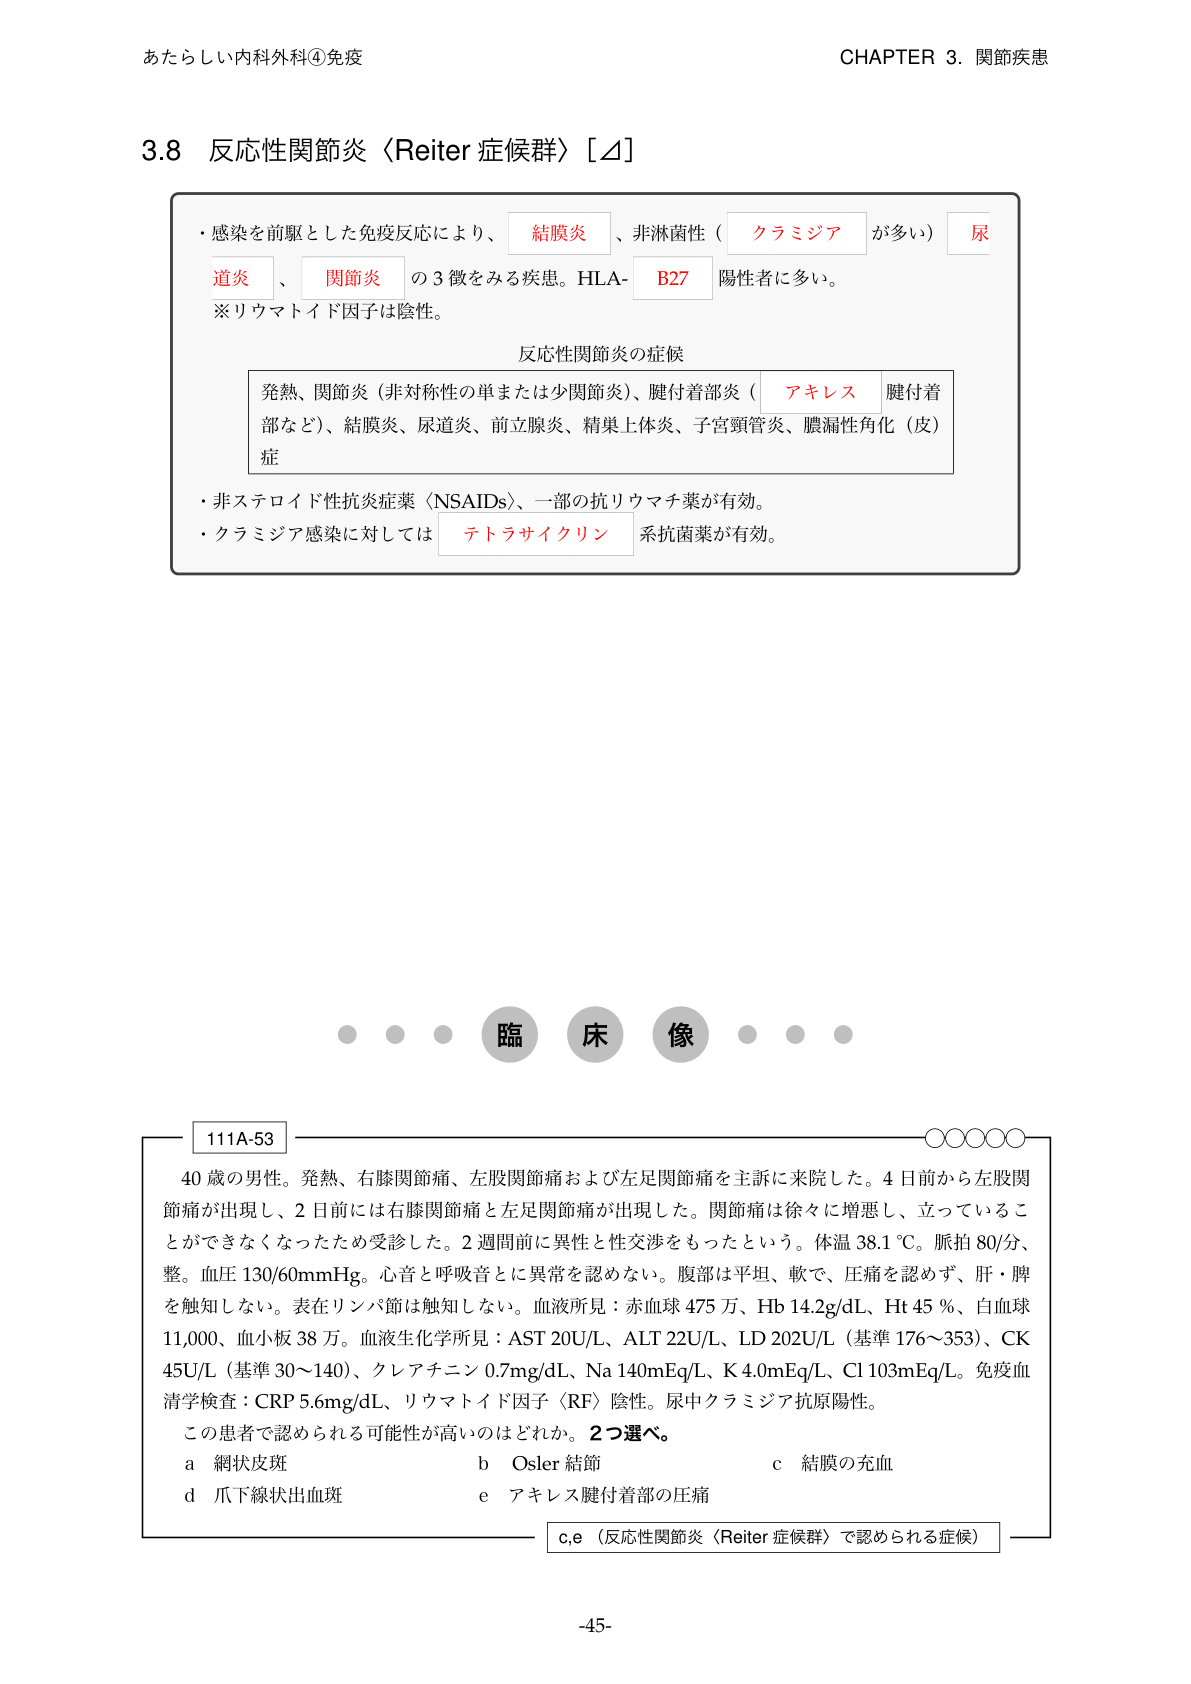 あたらしい内科外科④免疫
CHAPTER 3. 関節疾患
3.8 反応性関節炎〈Reiter 症候群〉［⊿］
・感染を前駆とした免疫反応により、 結膜炎 、非淋菌性（ クラミジア が多い） 尿
道炎 、 関節炎 の 3 徴をみる疾患。HLA- B27 陽性者に多い。
※リウマトイド因子は陰性。
反応性関節炎の症候
発熱、関節炎（非対称性の単または少関節炎）、腱付着部炎（ アキレス 腱付着
部など）、結膜炎、尿道炎、前立腺炎、精巣上体炎、子宮頸管炎、膿漏性角化（皮）
症
・非ステロイド性抗炎症薬〈NSAIDs〉、一部の抗リウマチ薬が有効。
・クラミジア感染に対しては テトラサイクリン 系抗菌薬が有効。
臨 床 像
111A-53 ○○○○○
40 歳の男性。発熱、右膝関節痛、左股関節痛および左足関節痛を主訴に来院した。4 日前から左股関
節痛が出現し、2 日前には右膝関節痛と左足関節痛が出現した。関節痛は徐々に増悪し、立っているこ
とができなくなったため受診した。2 週間前に異性と性交渉をもったという。体温 38.1 ℃。脈拍 80/分、
整。血圧 130/60mmHg。心音と呼吸音とに異常を認めない。腹部は平坦、軟で、圧痛を認めず、肝・脾
を触知しない。表在リンパ節は触知しない。血液所見：赤血球 475 万、Hb 14.2g/dL、Ht 45 %、白血球
11,000、血小板 38 万。血液生化学所見：AST 20U/L、ALT 22U/L、LD 202U/L（基準 176〜353）、CK
45U/L（基準 30〜140）、クレアチニン 0.7mg/dL、Na 140mEq/L、K 4.0mEq/L、Cl 103mEq/L。免疫血
清学検査：CRP 5.6mg/dL、リウマトイド因子〈RF〉陰性。尿中クラミジア抗原陽性。
この患者で認められる可能性が高いのはどれか。2つ選べ。
a 網状皮斑 b Osler 結節 c 結膜の充血
d 爪下線状出血斑 e アキレス腱付着部の圧痛
c,e （反応性関節炎〈Reiter 症候群〉で認められる症候）
-45-